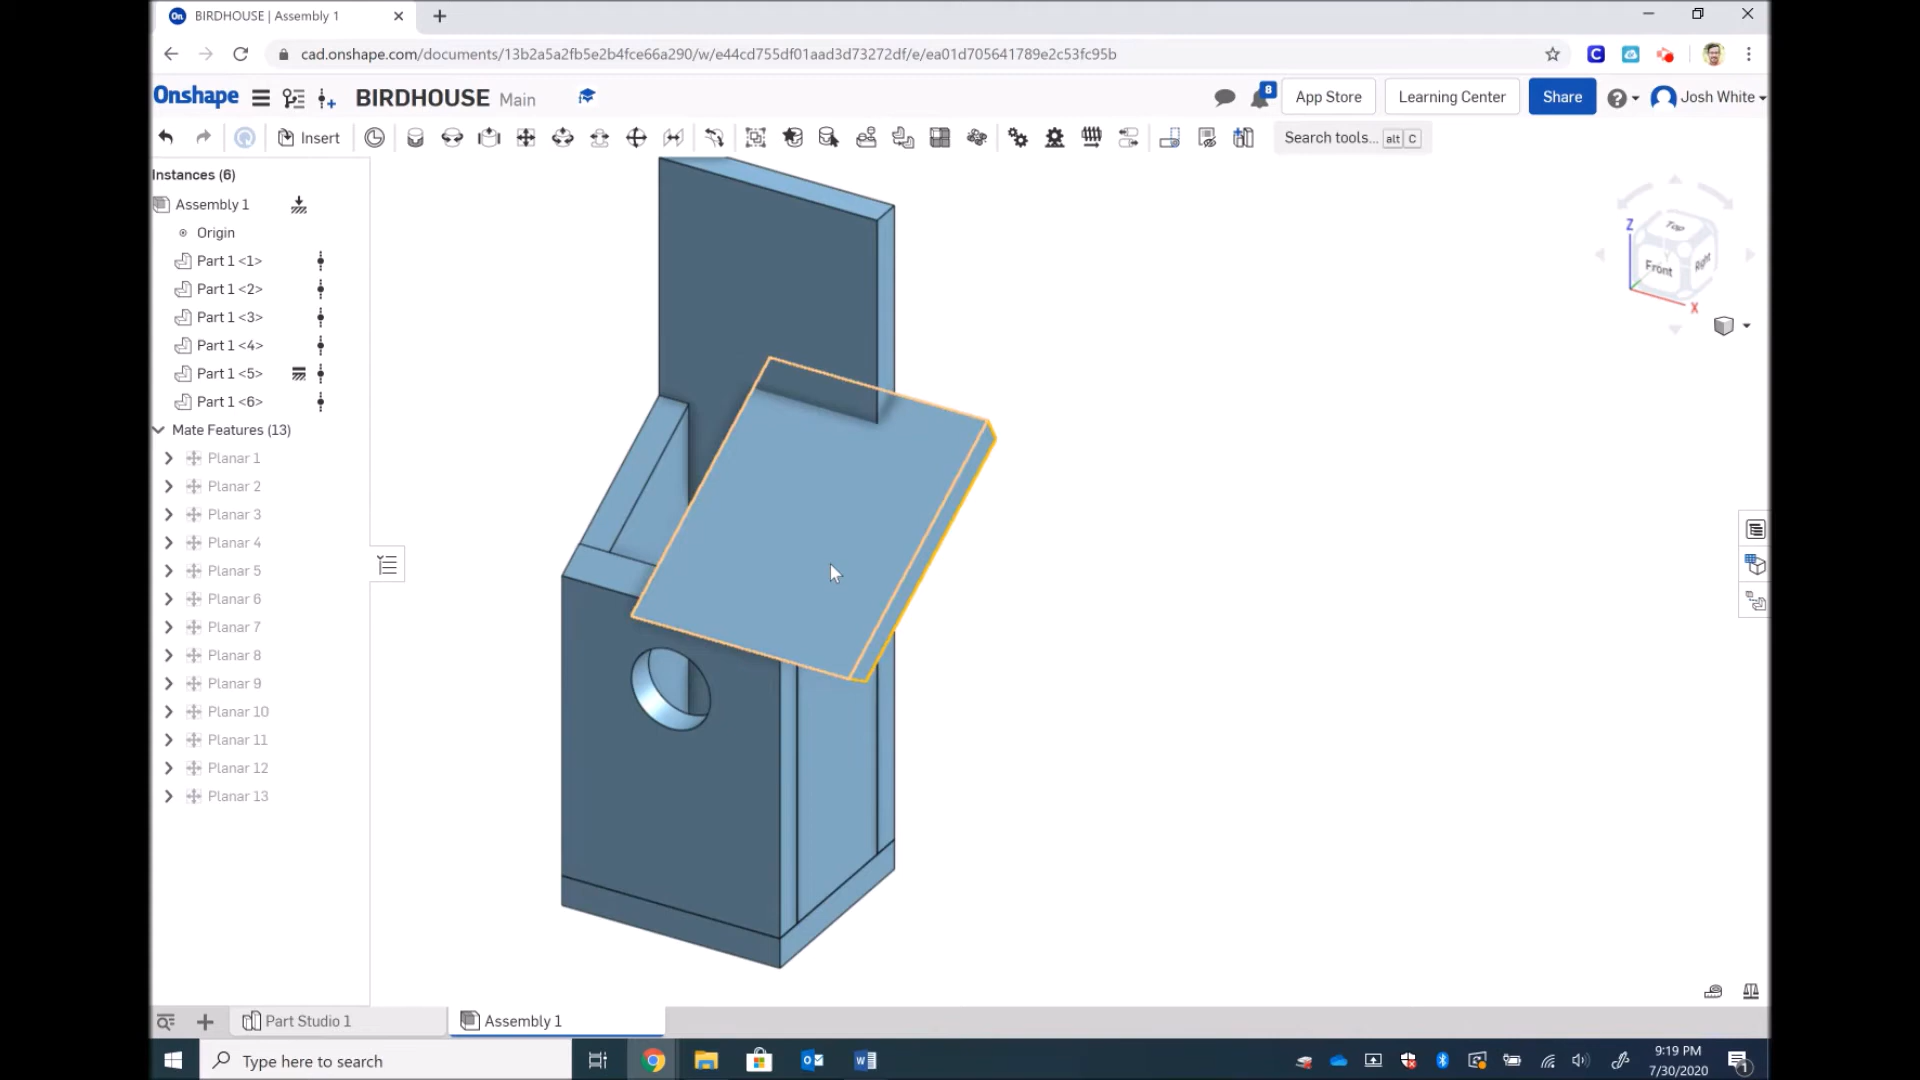 BIRDHOUSE | Assembly 1
cad.onshape.com/documents/13b2a5a2fb5e2b4fce66a290/w/e44cd755df01aad3d73272df/e/ea01d705641789e2c53fc95b
Onshape BIRDHOUSE Main 8 App Store Learning Center Share Josh White
Insert Search tools... alt C
Instances (6)
Assembly 1
Origin
Part 1 <1>
Part 1 <2>
Part 1 <3>
Part 1 <4>
Part 1 <5>
Part 1 <6>
Mate Features (13)
Planar 1
Planar 2
Planar 3
Planar 4
Planar 5
Planar 6
Planar 7
Planar 8
Planar 9
Planar 10
Planar 11
Planar 12
Planar 13
Z
Top
Front
Right
X
Part Studio 1
Assembly 1
Type here to search
9:19 PM
7/30/2020
1